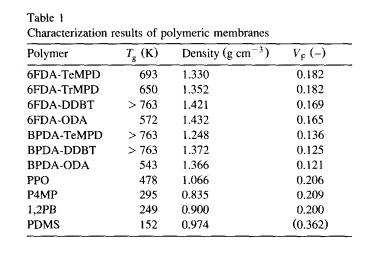 Table 1
Characterization results of polymeric membranes
Polymer Tg (K) Density (g cm⁻³) VF (–)
6FDA-TeMPD 693 1.330 0.182
6FDA-TrMPD 650 1.352 0.182
6FDA-DDBT > 763 1.421 0.169
6FDA-ODA 572 1.432 0.165
BPDA-TeMPD > 763 1.248 0.136
BPDA-DDBT > 763 1.372 0.125
BPDA-ODA 543 1.366 0.121
PPO 478 1.066 0.206
P4MP 295 0.835 0.209
1,2PB 249 0.900 0.200
PDMS 152 0.974 (0.362)